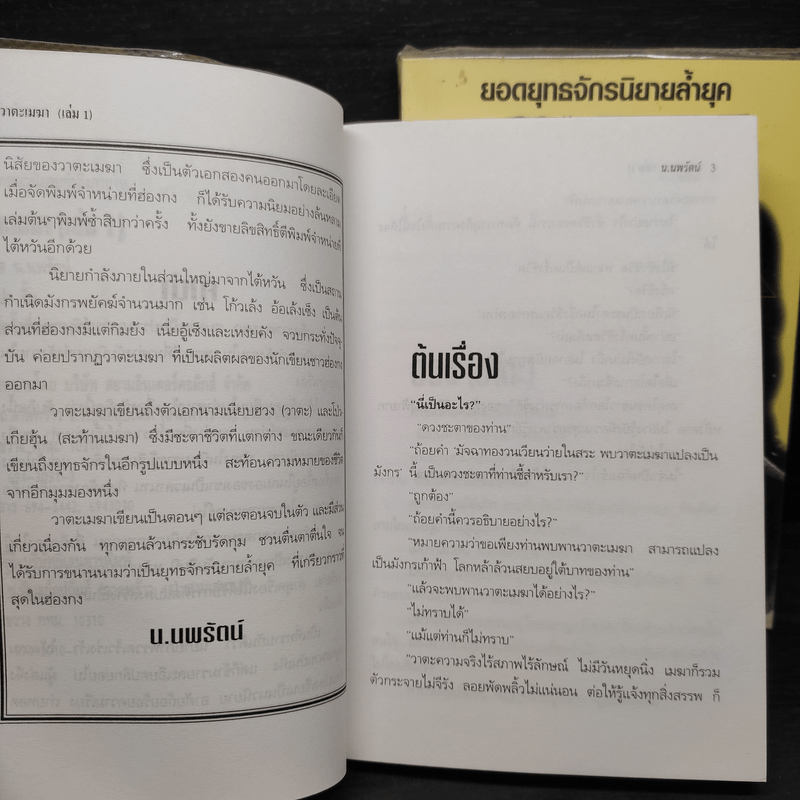 วาตะเมฆา (เล่ม 1)
นิสัยของวาตะเมฆา ซึ่งเป็นตัวเอกสองคนออกมาโดยละเอียด
เมื่อจัดพิมพ์จำหน่ายที่ฮ่องกง ก็ได้รับความนิยมอย่างล้นหลาม
เล่มต้นๆพิมพ์ซ้ำสิบกว่าครั้ง ทั้งยังขายลิขสิทธิ์ตีพิมพ์จำหน่ายที่
ไต้หวันอีกด้วย
นิยายกำลังภายในส่วนใหญ่มาจากไต้หวัน ซึ่งเป็นสถาน
กำเนิดมังกรพยัคฆ์จำนวนมาก เช่น โก้วเล้ง อ้อเล้งเซ็ง เป็นต้น
ส่วนที่ฮ่องกงมีแต่กิมย้ง เนี่ยอู้เซ็งและเหง่ยคัง จวบกระทั่งปัจจุ-
บัน ค่อยปรากฏวาตะเมฆา ที่เป็นผลิตผลของนักเขียนชาวฮ่องกง
ออกมา
วาตะเมฆาเขียนถึงตัวเอกนามเนียบฮวง (วาตะ) และโปว
เกียฮุ้น (สะท้านเมฆา) ซึ่งมีชะตาชีวิตที่แตกต่าง ขณะเดียวกันก็
เขียนถึงยุทธจักรในอีกรูปแบบหนึ่ง สะท้อนความหมายของชีวิต
จากอีกมุมมองหนึ่ง
วาตะเมฆาเขียนเป็นตอนๆ แต่ละตอนจบในตัว และมีส่วน
เกี่ยวเนื่องกัน ทุกตอนล้วนกระชับรัดกุม ชวนตื่นตาตื่นใจ จน
ได้รับการขนานนามว่าเป็นยุทธจักรนิยายล้ำยุค ที่เกรียวกราวที่
สุดในฮ่องกง
น.นพรัตน์
ยอดยุทธจักรนิยายล้ำยุค
น.นพรัตน์ 3
ต้นเรื่อง
"นี่เป็นอะไร?"
"ดวงชะตาของท่าน"
"ถ้อยคำ 'มัจฉาทองวนเวียนว่ายในสระ พบวาตะเมฆาแปลงเป็น
มังกร' นี้ เป็นดวงชะตาที่ท่านชี้สำหรับเรา?"
"ถูกต้อง"
"ถ้อยคำนี้ควรอธิบายอย่างไร?"
"หมายความว่าขอเพียงท่านพบพานวาตะเมฆา สามารถแปลง
เป็นมังกรเก้าฟ้า โลกหล้าล้วนสยบอยู่ใต้บาทของท่าน"
"แล้วจะพบพานวาตะเมฆาได้อย่างไร?"
"ไม่ทราบได้"
"แม้แต่ท่านก็ไม่ทราบ"
"วาตะความจริงไร้สภาพไร้ลักษณ์ ไม่มีวันหยุดนิ่ง เมฆาก็รวม
ตัวกระจายไม่จีรัง ลอยพัดพลิ้วไม่แน่นอน ต่อให้รู้แจ้งทุกสิ่งสรรพ ก็